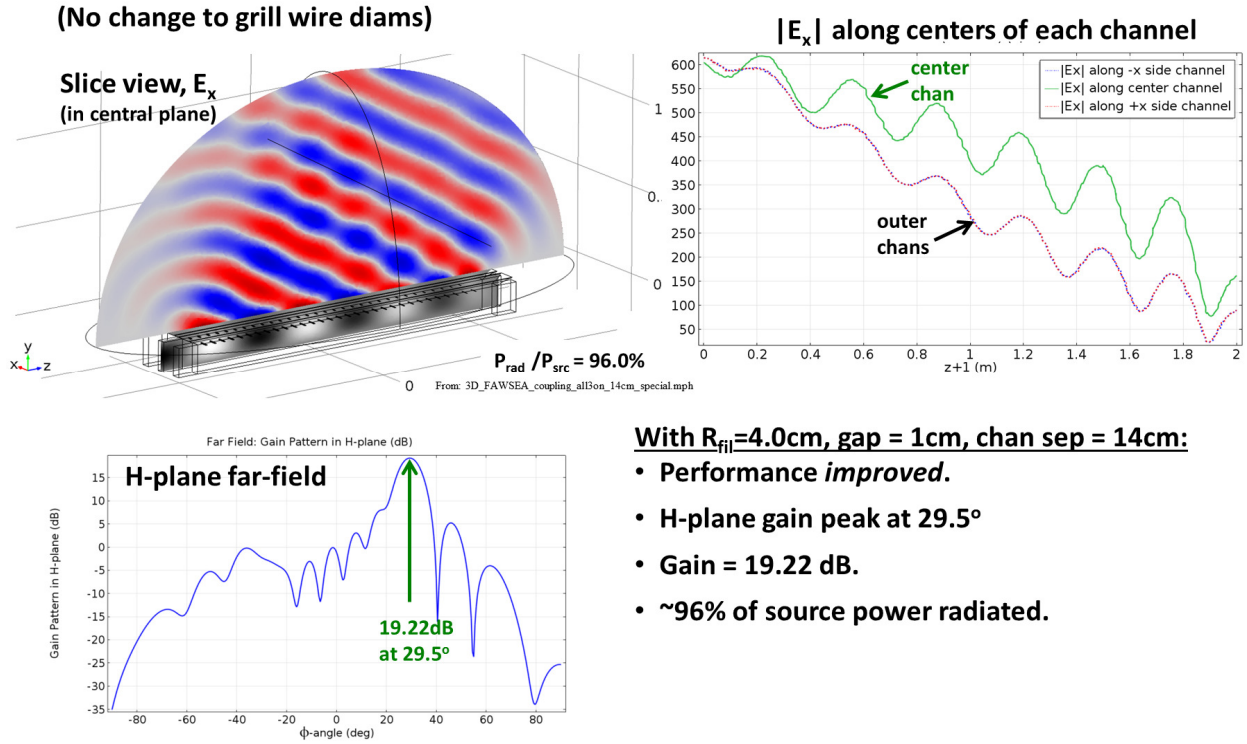 (No change to grill wire diams)
Slice view, Ex
(in central plane)
1
0.
0
0
y
x
z
Prad /Psrc = 96.0%
From: 3D_FAWSEA_coupling_all3on_14cm_special.mph
|Ex| along centers of each channel
600
550
500
450
400
350
300
250
200
150
100
50
center
chan
|Ex| along -x side channel
|Ex| along center channel
|Ex| along +x side channel
outer
chans
0 0.2 0.4 0.6 0.8 1 1.2 1.4 1.6 1.8 2
z+1 (m)
Far Field: Gain Pattern in H-plane (dB)
H-plane far-field
Gain Pattern in H-plane (dB)
15
10
5
0
-5
-10
-15
-20
-25
-30
-35
19.22dB
at 29.5o
-80 -60 -40 -20 0 20 40 60 80
ϕ-angle (deg)
With Rfil=4.0cm, gap = 1cm, chan sep = 14cm:
• Performance improved.
• H-plane gain peak at 29.5o
• Gain = 19.22 dB.
• ~96% of source power radiated.